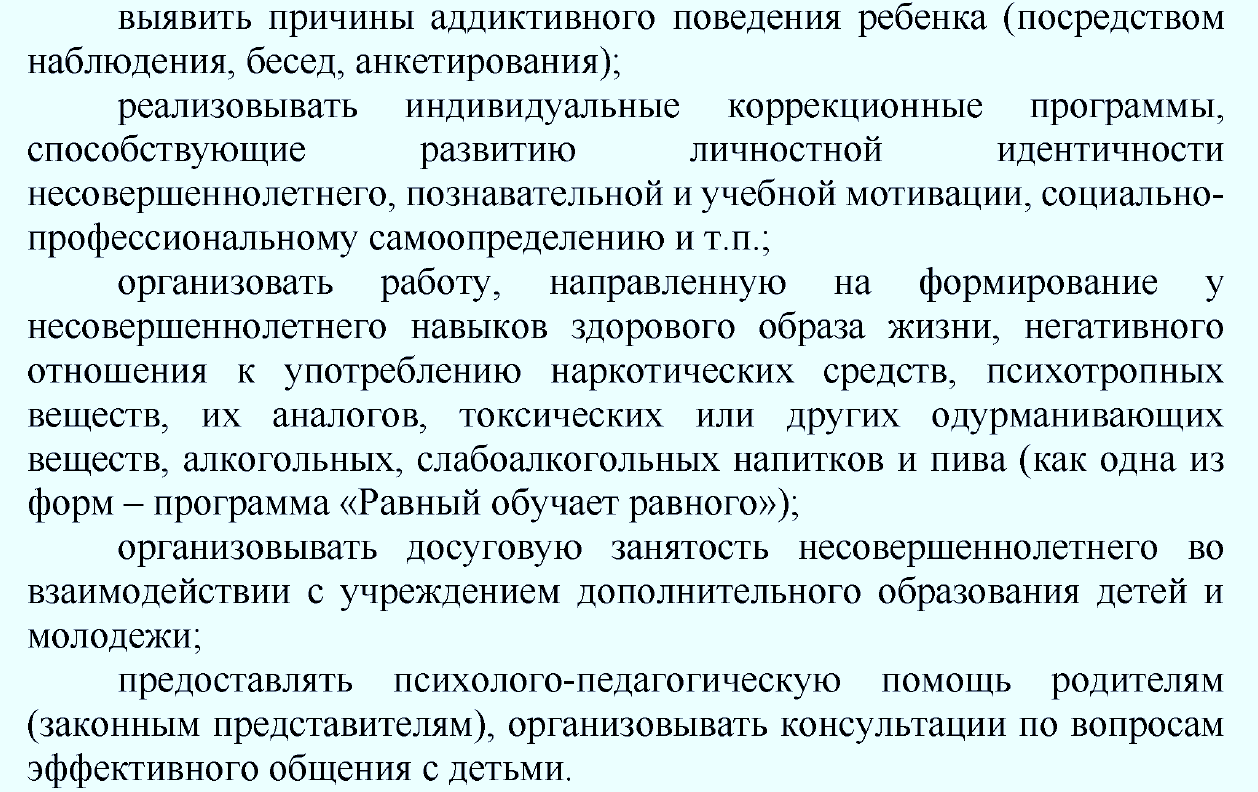 выявить причины аддиктивного поведения ребенка (посредством
наблюдения, бесед, анкетирования);
реализовывать индивидуальные коррекционные программы,
способствующие развитию личностной идентичности
несовершеннолетнего, познавательной и учебной мотивации, социально-
профессиональному самоопределению и т.п.;
организовать работу, направленную на формирование у
несовершеннолетнего навыков здорового образа жизни, негативного
отношения к употреблению наркотических средств, психотропных
веществ, их аналогов, токсических или других одурманивающих
веществ, алкогольных, слабоалкогольных напитков и пива (как одна из
форм – программа «Равный обучает равного»);
организовывать досуговую занятость несовершеннолетнего во
взаимодействии с учреждением дополнительного образования детей и
молодежи;
предоставлять психолого-педагогическую помощь родителям
(законным представителям), организовывать консультации по вопросам
эффективного общения с детьми.